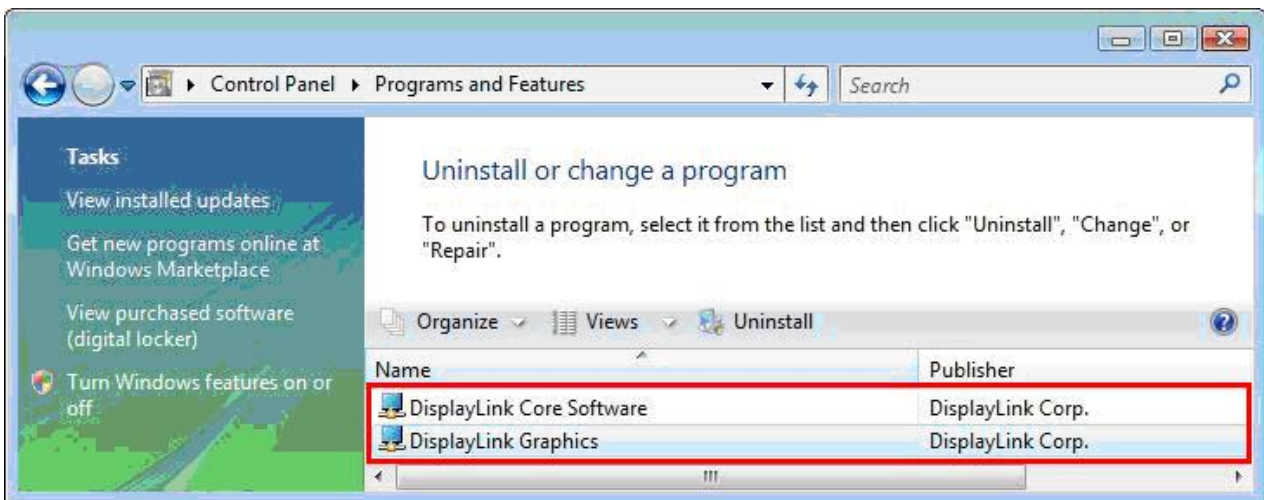 Control Panel Programs and Features Search
Tasks
View installed updates
Get new programs online at
Windows Marketplace
View purchased software
(digital locker)
Turn Windows features on or
off
Uninstall or change a program
To uninstall a program, select it from the list and then click "Uninstall", "Change", or
"Repair".
Organize Views Uninstall
Name Publisher
DisplayLink Core Software DisplayLink Corp.
DisplayLink Graphics DisplayLink Corp.